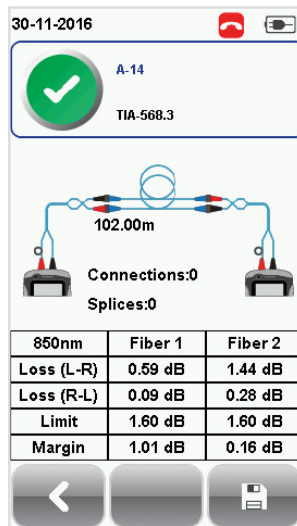 30-11-2016
A-14
TIA-568.3
102.00m
Connections:0
Splices:0
850nm Fiber 1 Fiber 2
Loss (L-R) 0.59 dB 1.44 dB
Loss (R-L) 0.09 dB 0.28 dB
Limit 1.60 dB 1.60 dB
Margin 1.01 dB 0.16 dB